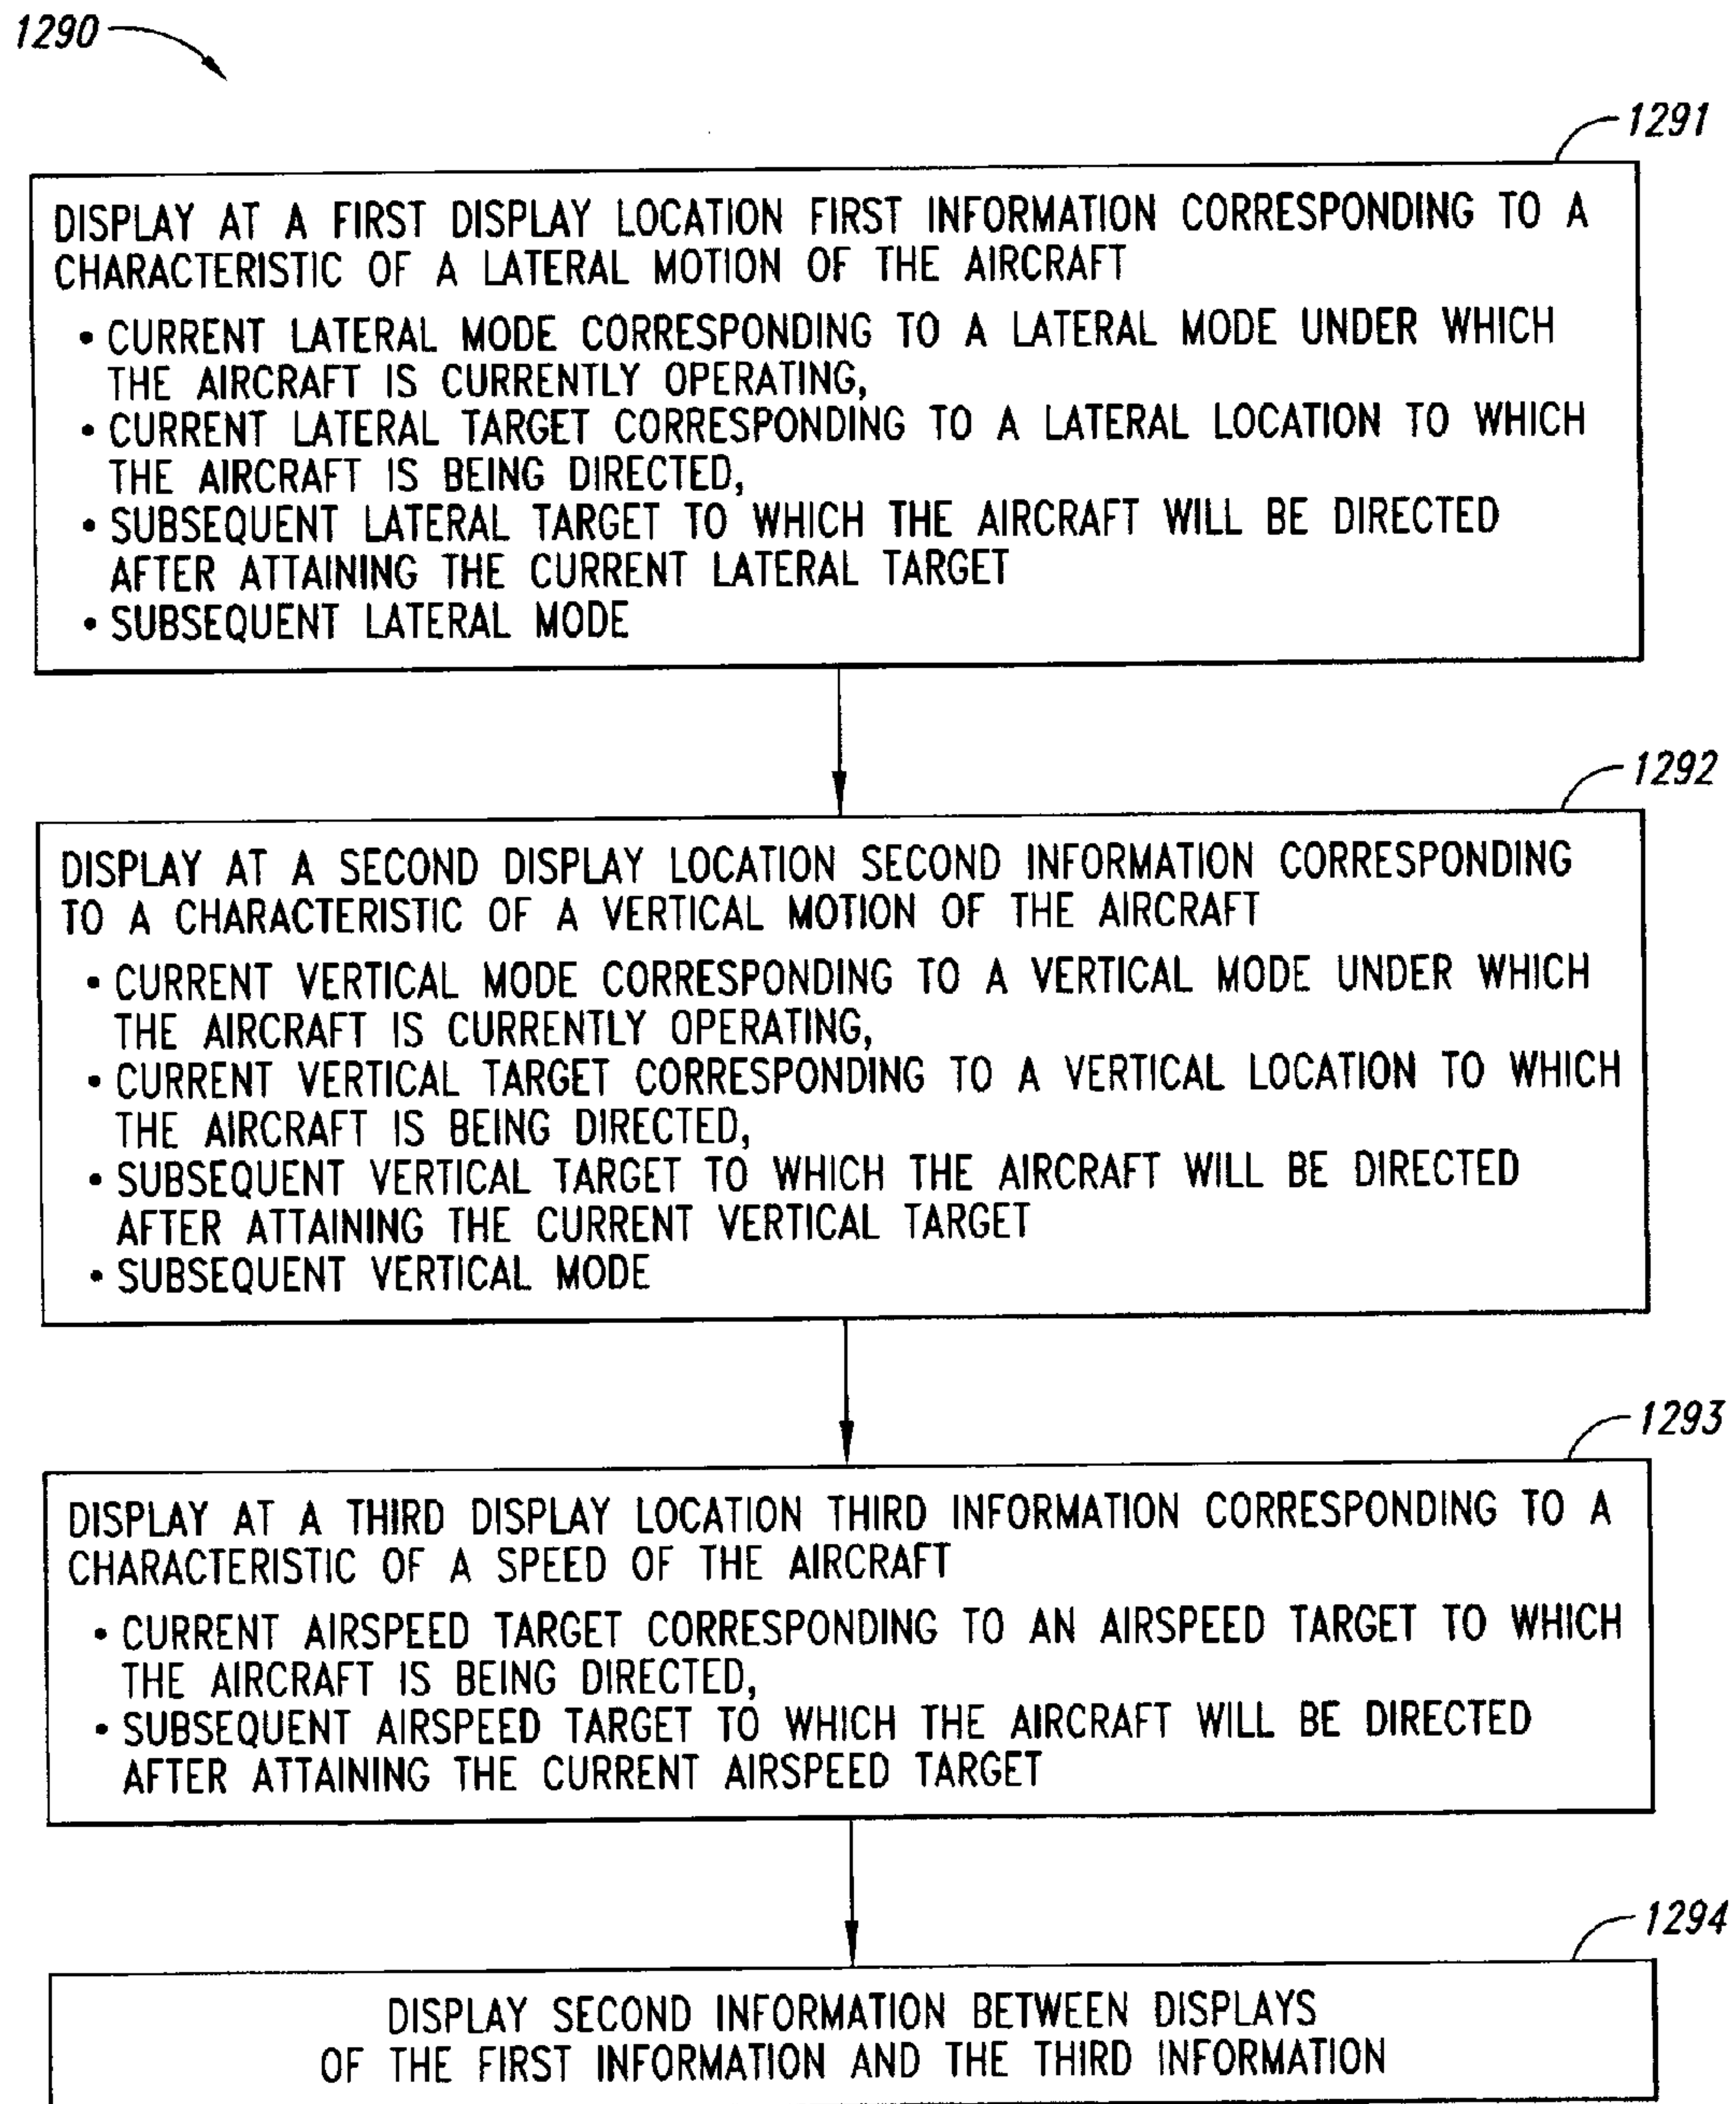 1290
1291
DISPLAY AT A FIRST DISPLAY LOCATION FIRST INFORMATION CORRESPONDING TO A
CHARACTERISTIC OF A LATERAL MOTION OF THE AIRCRAFT
• CURRENT LATERAL MODE CORRESPONDING TO A LATERAL MODE UNDER WHICH
THE AIRCRAFT IS CURRENTLY OPERATING,
• CURRENT LATERAL TARGET CORRESPONDING TO A LATERAL LOCATION TO WHICH
THE AIRCRAFT IS BEING DIRECTED,
• SUBSEQUENT LATERAL TARGET TO WHICH THE AIRCRAFT WILL BE DIRECTED
AFTER ATTAINING THE CURRENT LATERAL TARGET
• SUBSEQUENT LATERAL MODE
1292
DISPLAY AT A SECOND DISPLAY LOCATION SECOND INFORMATION CORRESPONDING
TO A CHARACTERISTIC OF A VERTICAL MOTION OF THE AIRCRAFT
• CURRENT VERTICAL MODE CORRESPONDING TO A VERTICAL MODE UNDER WHICH
THE AIRCRAFT IS CURRENTLY OPERATING,
• CURRENT VERTICAL TARGET CORRESPONDING TO A VERTICAL LOCATION TO WHICH
THE AIRCRAFT IS BEING DIRECTED,
• SUBSEQUENT VERTICAL TARGET TO WHICH THE AIRCRAFT WILL BE DIRECTED
AFTER ATTAINING THE CURRENT VERTICAL TARGET
• SUBSEQUENT VERTICAL MODE
1293
DISPLAY AT A THIRD DISPLAY LOCATION THIRD INFORMATION CORRESPONDING TO A
CHARACTERISTIC OF A SPEED OF THE AIRCRAFT
• CURRENT AIRSPEED TARGET CORRESPONDING TO AN AIRSPEED TARGET TO WHICH
THE AIRCRAFT IS BEING DIRECTED,
• SUBSEQUENT AIRSPEED TARGET TO WHICH THE AIRCRAFT WILL BE DIRECTED
AFTER ATTAINING THE CURRENT AIRSPEED TARGET
1294
DISPLAY SECOND INFORMATION BETWEEN DISPLAYS
OF THE FIRST INFORMATION AND THE THIRD INFORMATION